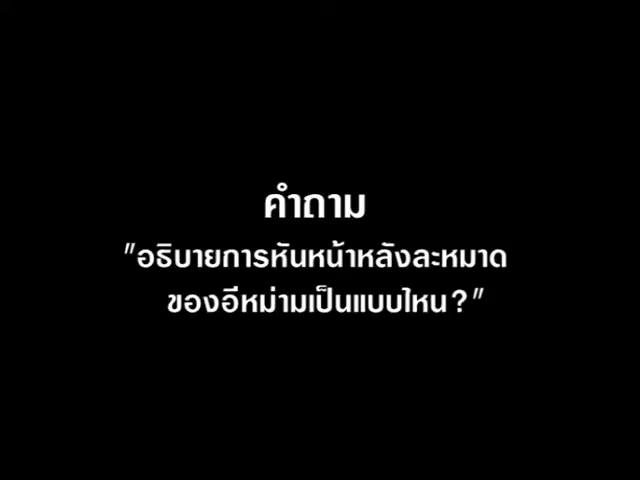 คำถาม
"อธิบายการหันหน้าหลังละหมาด
ของอีหม่ามเป็นแบบไหน?"